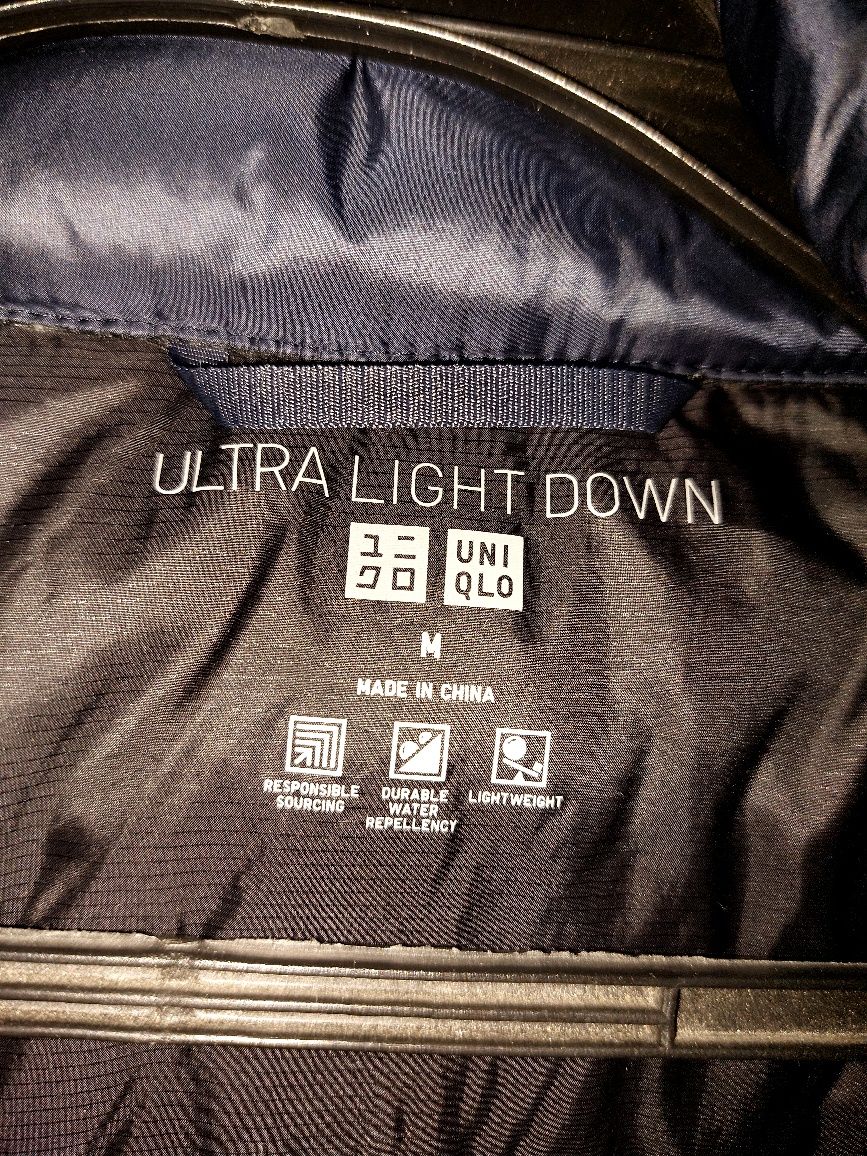 ULTRA LIGHT DOWN
ユニ
クロ
UNI
QLO
M
MADE IN CHINA
RESPONSIBLE
SOURCING
DURABLE
WATER
REPELLENCY
LIGHTWEIGHT